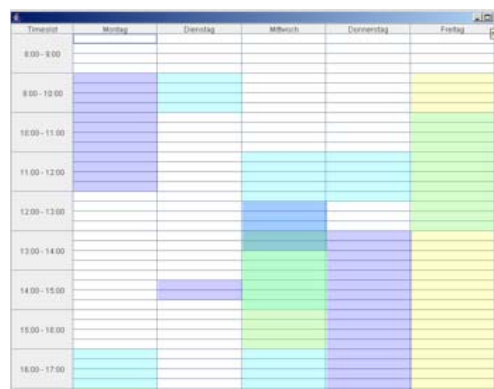 Timeslot Montag Dienstag Mittwoch Donnerstag Freitag
8:00 - 9:00
9:00 - 10:00
10:00 - 11:00
11:00 - 12:00
12:00 - 13:00
13:00 - 14:00
14:00 - 15:00
15:00 - 16:00
16:00 - 17:00